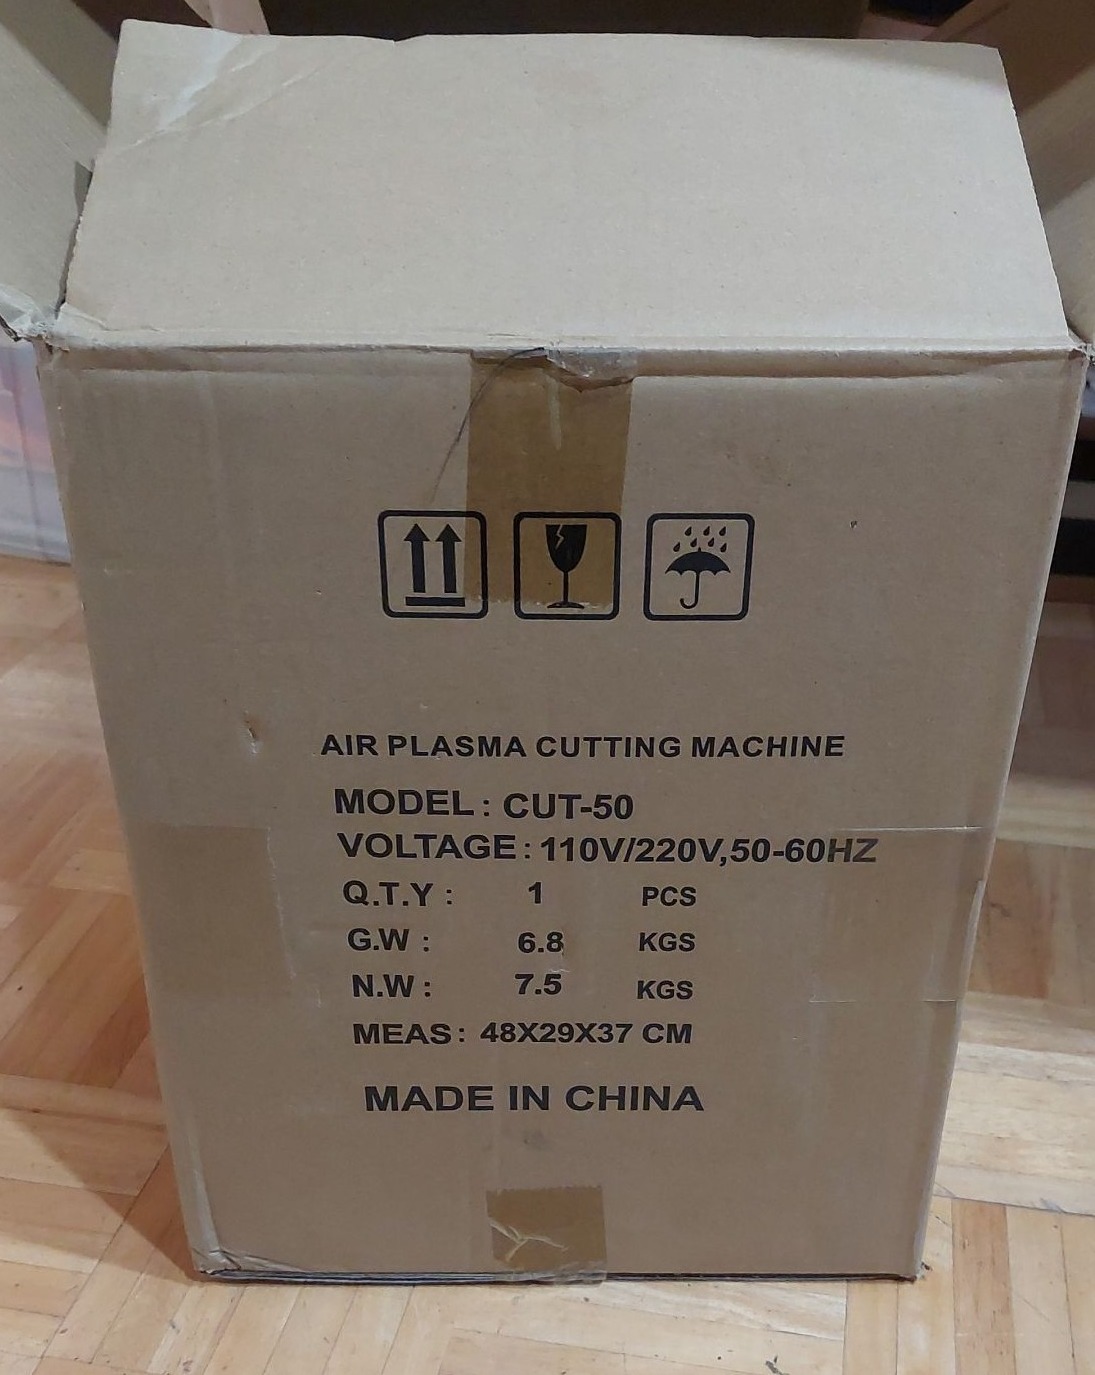 AIR PLASMA CUTTING MACHINE
MODEL: CUT-50
VOLTAGE: 110V/220V,50-60HZ
Q.T.Y: 1 PCS
G.W: 6.8 KGS
N.W: 7.5 KGS
MEAS: 48X29X37 CM
MADE IN CHINA